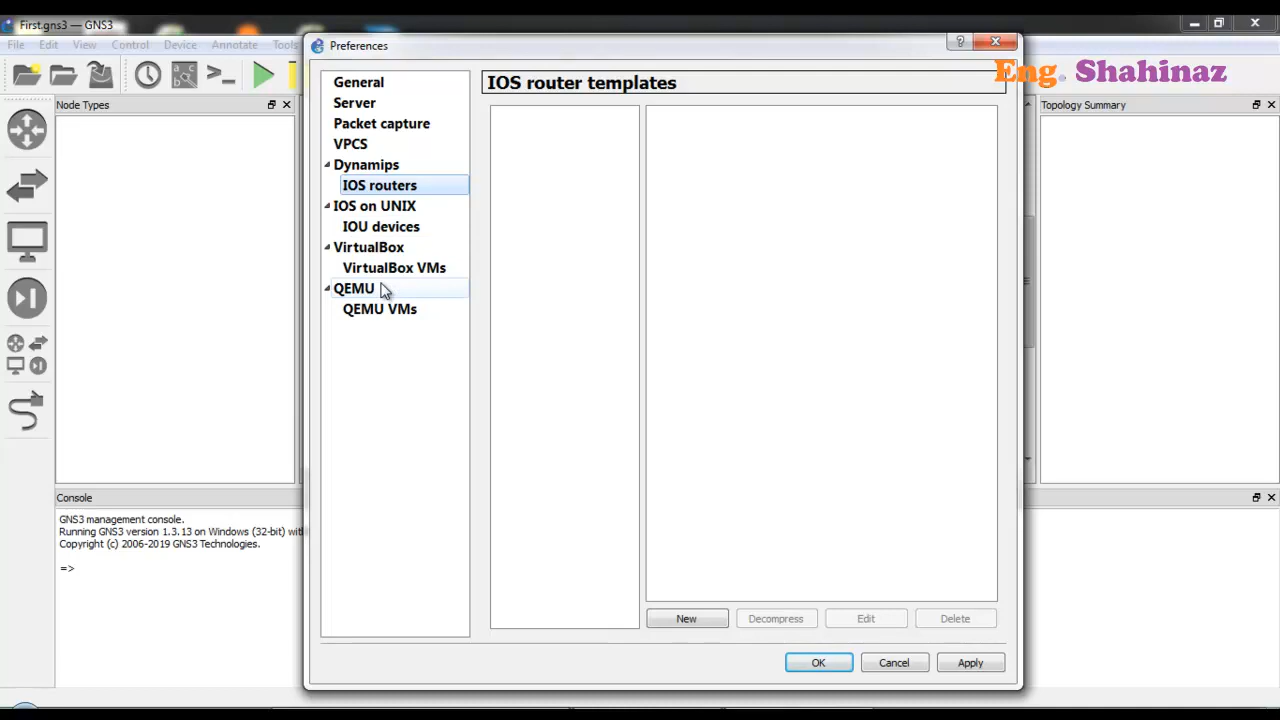 First.gns3 — GNS3
File Edit View Control Device Annotate Tools
Eng. Shahinaz
Node Types
Topology Summary
Preferences
General
Server
Packet capture
VPCS
Dynamips
IOS routers
IOS on UNIX
IOU devices
VirtualBox
VirtualBox VMs
QEMU
QEMU VMs
IOS router templates
New Decompress Edit Delete
OK Cancel Apply
Console
GNS3 management console.
Running GNS3 version 1.3.13 on Windows (32-bit) with
Copyright (c) 2006-2019 GNS3 Technologies.
=>